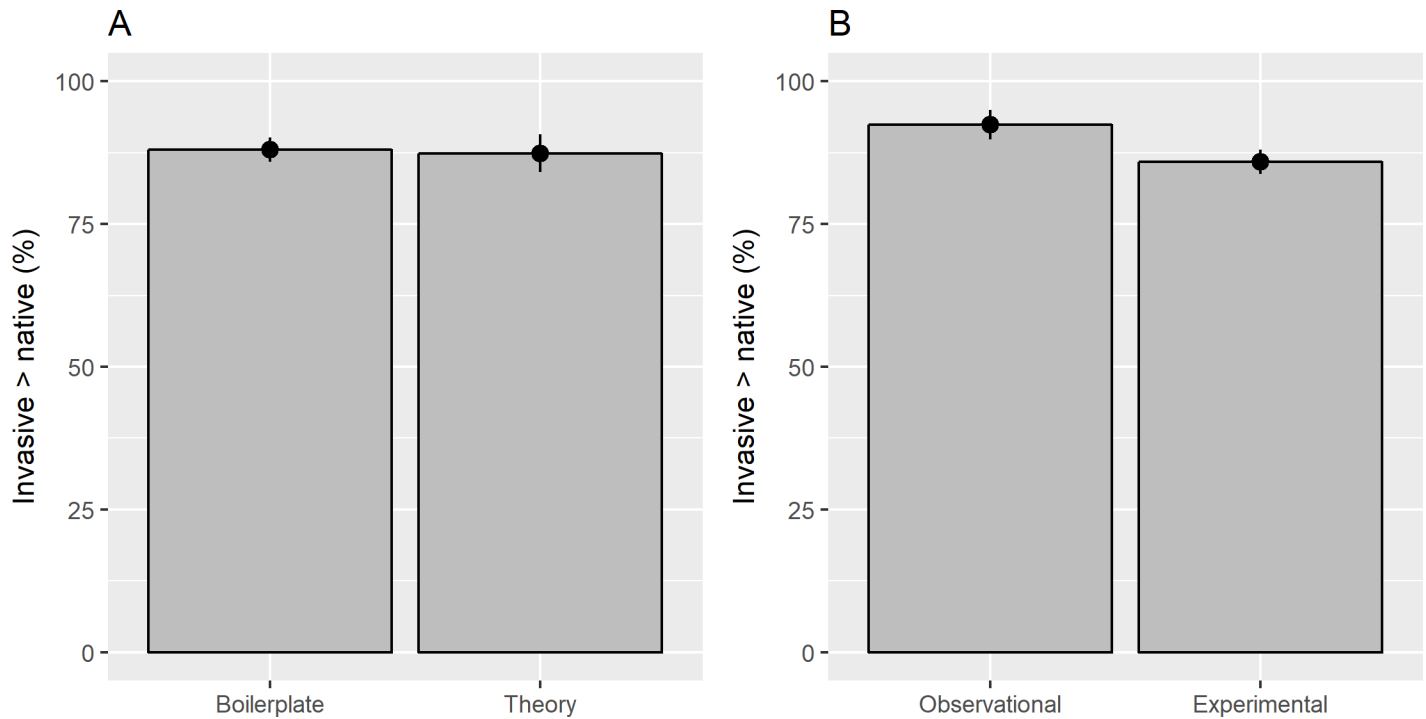 A
Invasive > native (%)
100
75
50
25
0
Boilerplate
Theory
B
Invasive > native (%)
100
75
50
25
0
Observational
Experimental